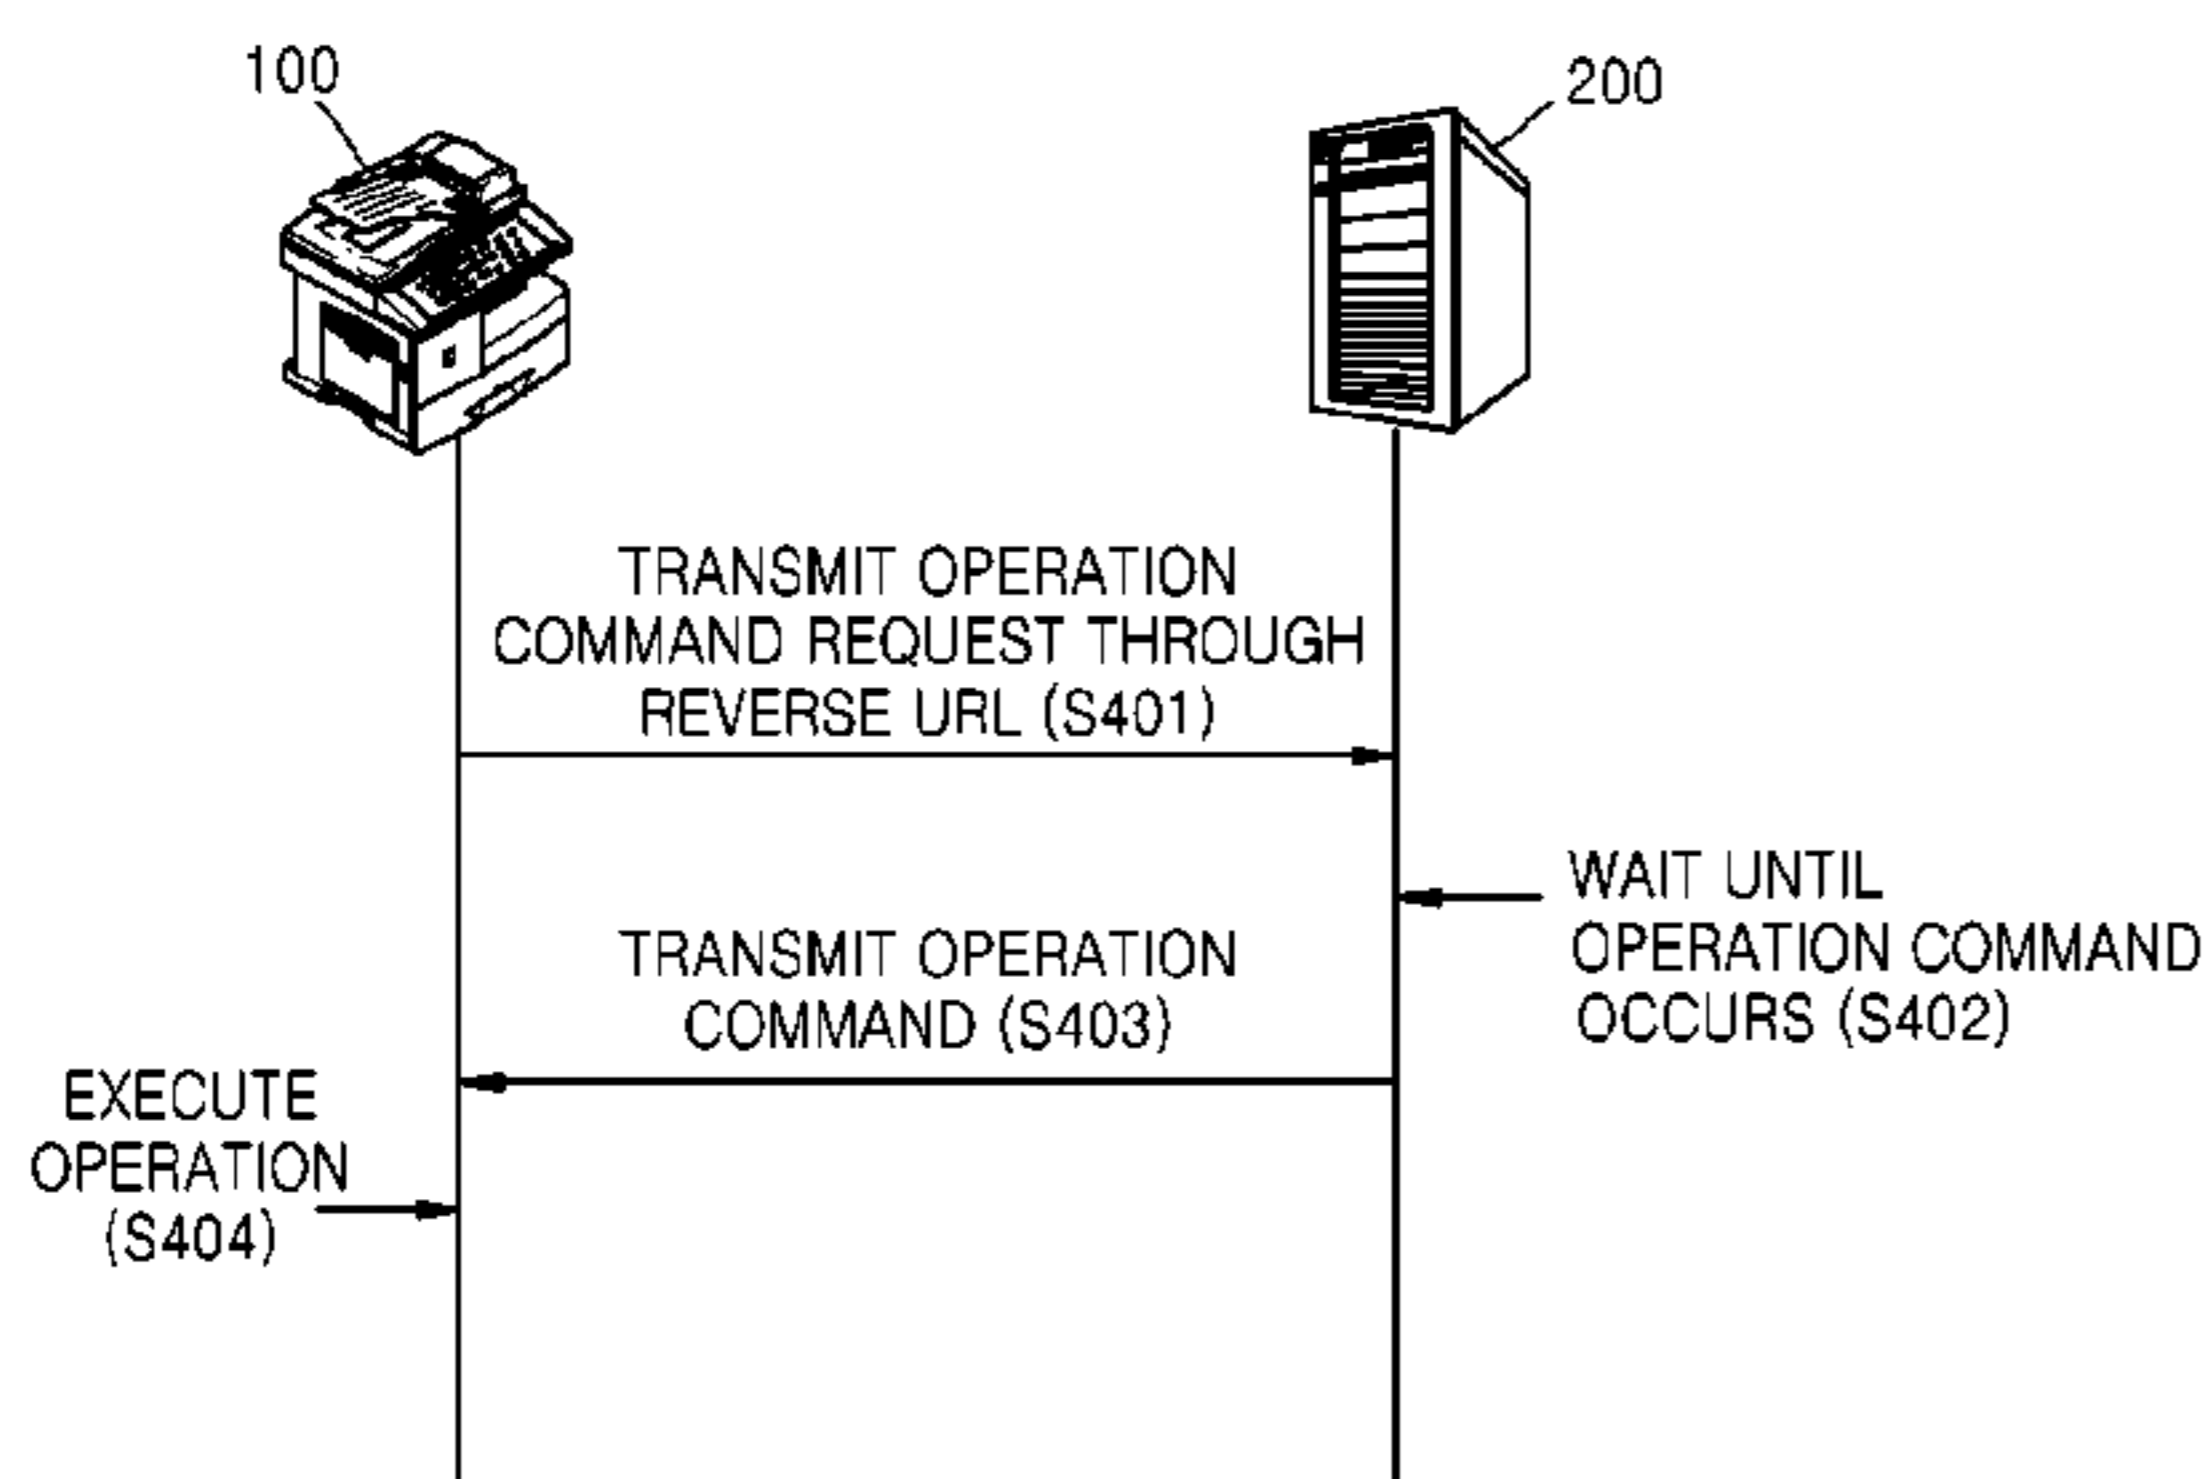 100
200
TRANSMIT OPERATION
COMMAND REQUEST THROUGH
REVERSE URL (S401)
WAIT UNTIL
OPERATION COMMAND
OCCURS (S402)
TRANSMIT OPERATION
COMMAND (S403)
EXECUTE
OPERATION
(S404)